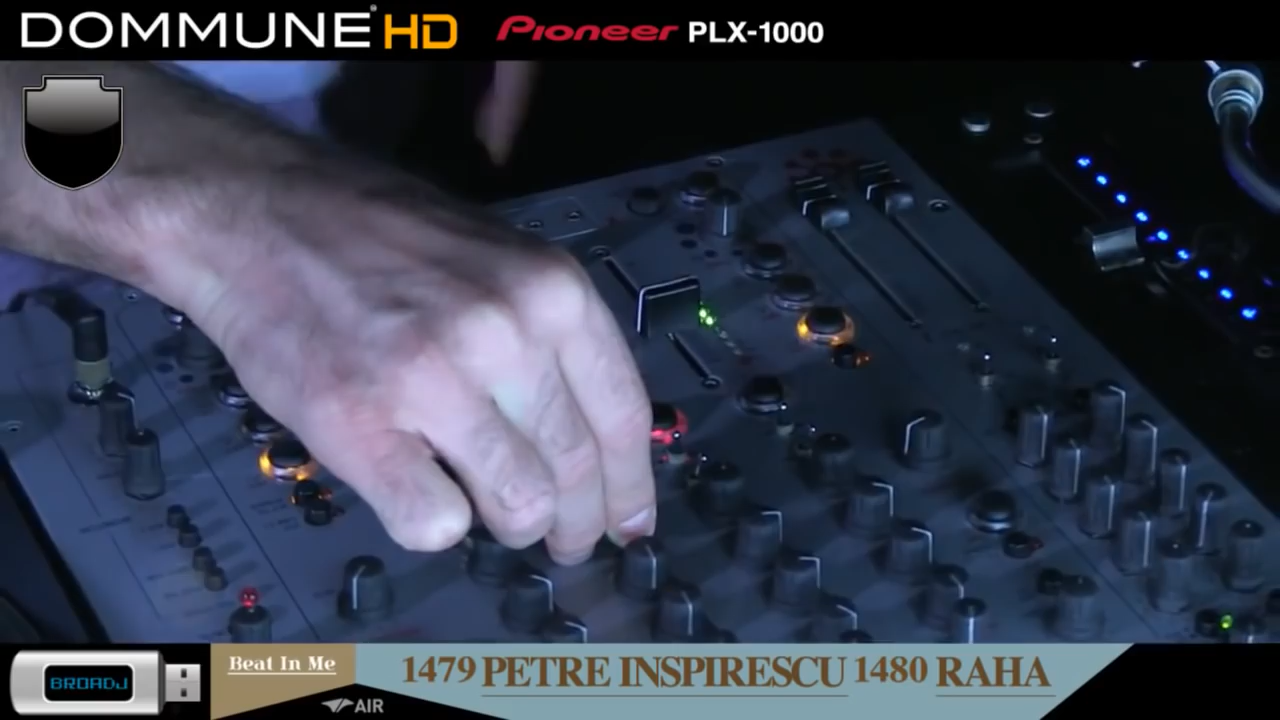 DOMMUNE HD Pioneer PLX-1000
Beat In Me 1479 PETRE INSPIRESCU 1480 RAHA
BROADJ
AIR